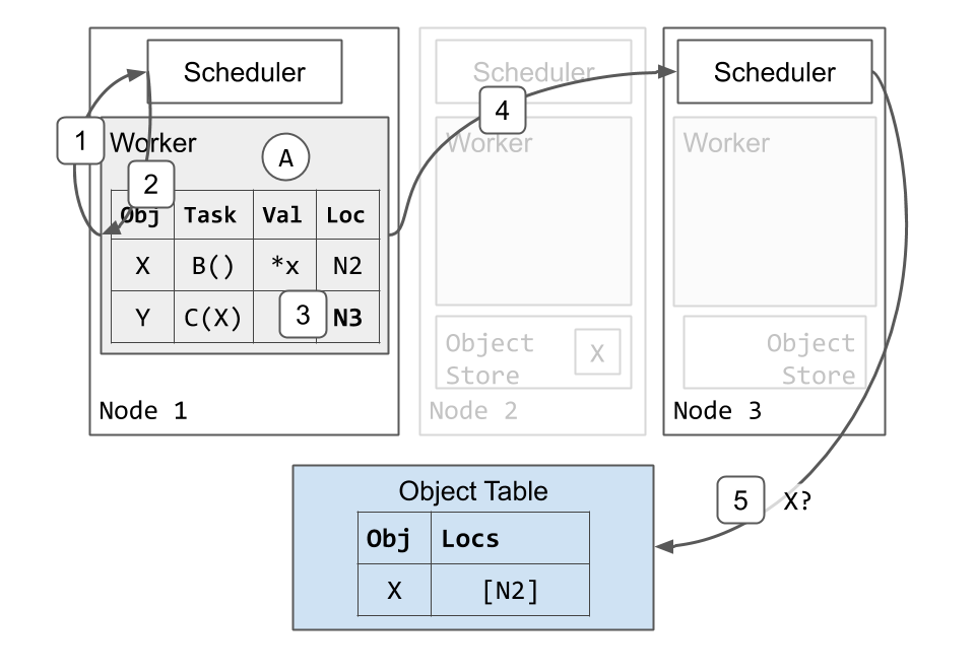 Scheduler
1
Worker
A
2
Obj Task Val Loc
X B() *x N2
Y C(X) 3 N3
Node 1
Scheduler
4
Worker
Object
Store
X
Node 2
Scheduler
Worker
Object
Store
Node 3
5 X?
Object Table
Obj Locs
X [N2]